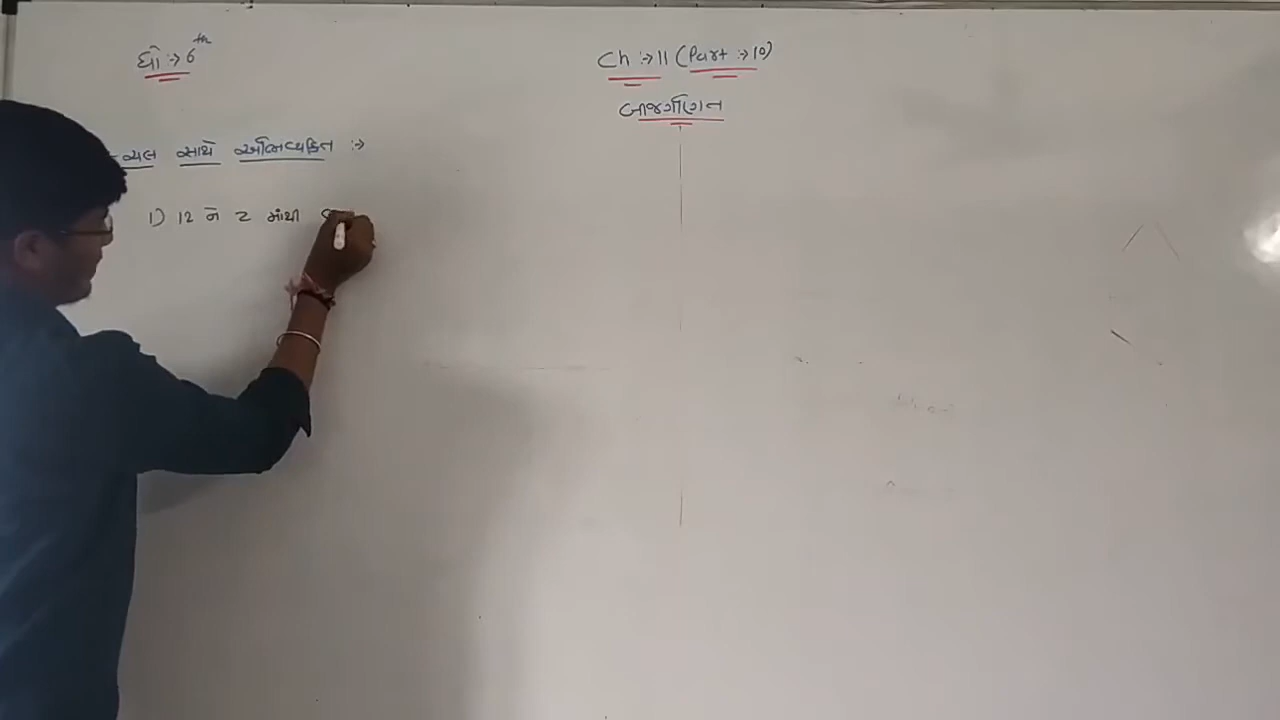 ધો :→ 6th
Ch :→ 11 (Part :→ 10)
બીજગણિત
ચલ સાથે અભિવ્યક્તિ :→
1) 12 ને z માંથી